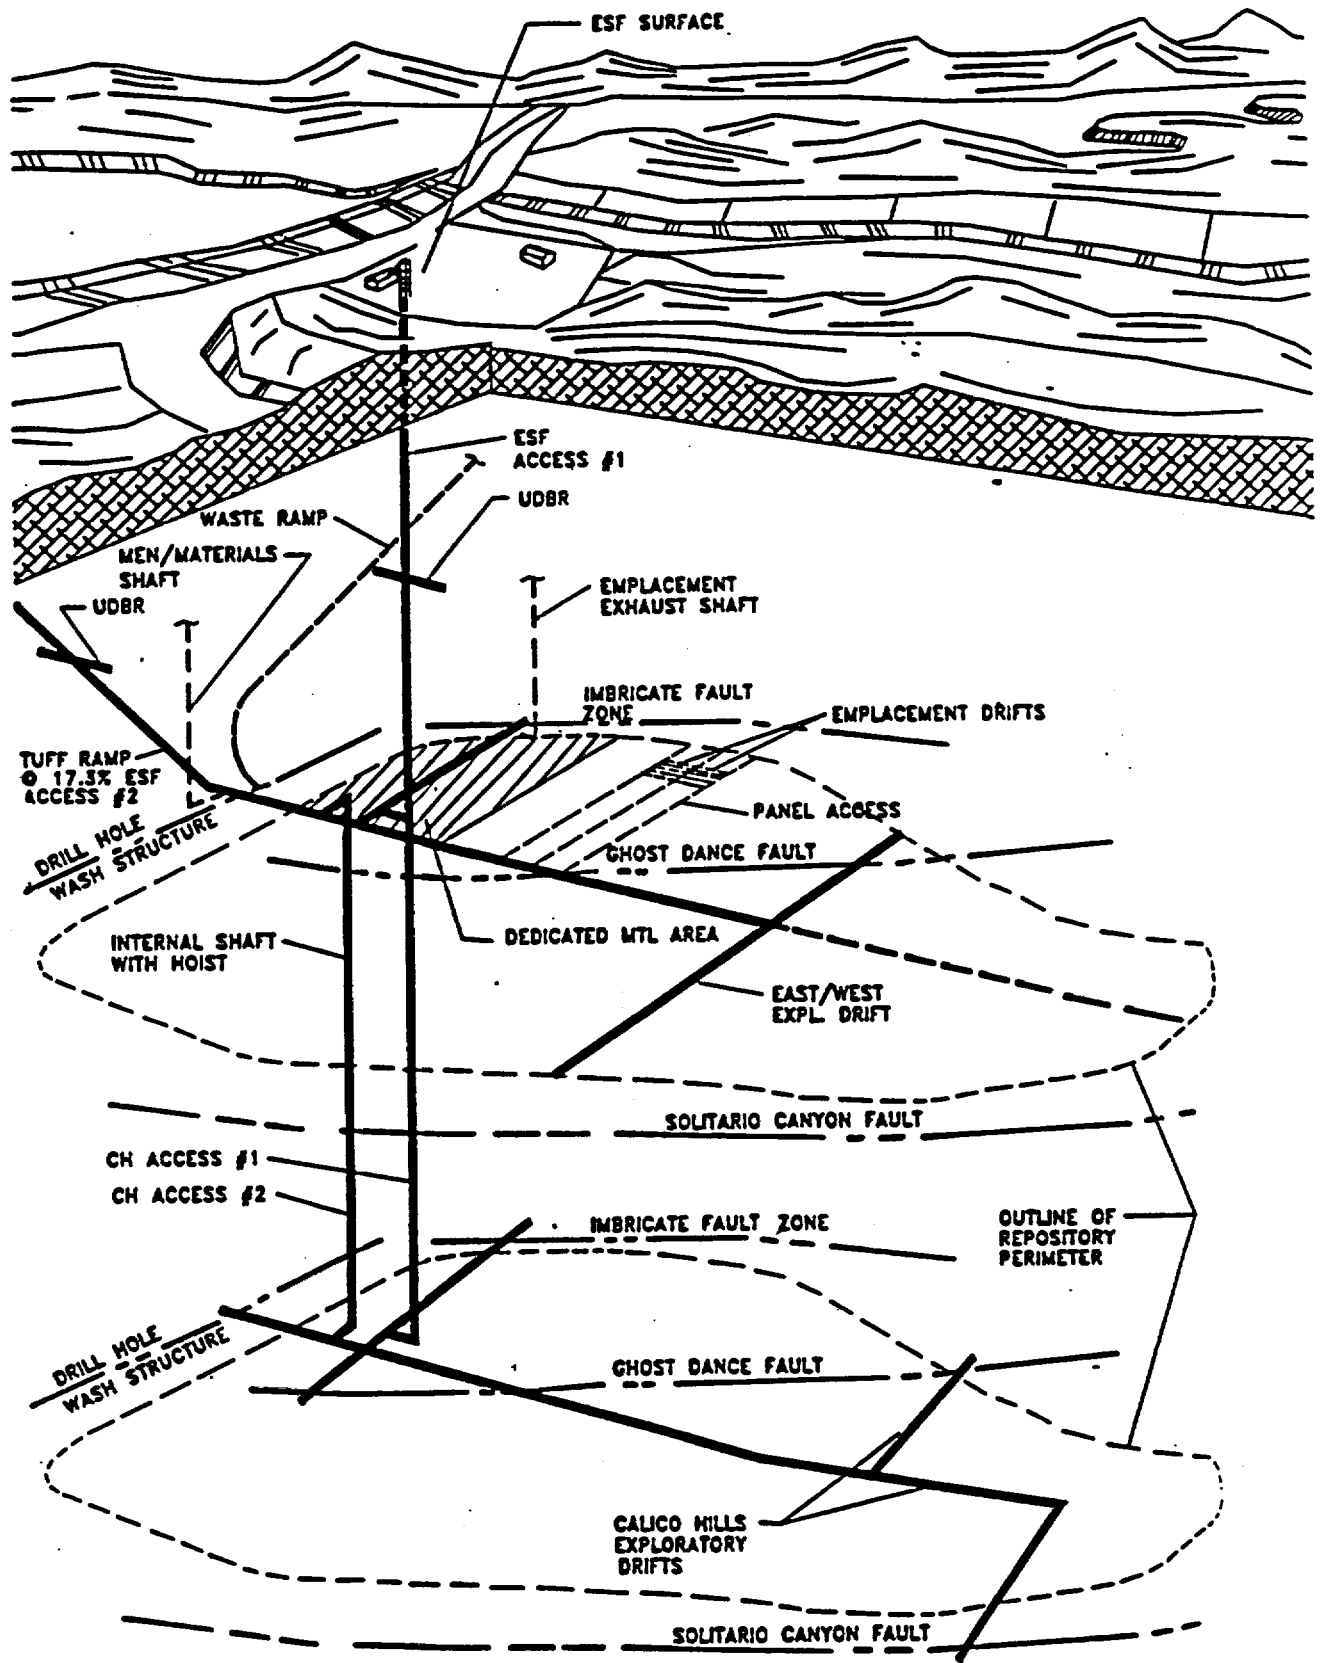 ESF SURFACE
ESF
ACCESS #1
UDBR
WASTE RAMP
MEN/MATERIALS
SHAFT
UDBR
EMPLACEMENT
EXHAUST SHAFT
IMBRICATE FAULT
ZONE
EMPLACEMENT DRIFTS
TUFF RAMP
@ 17.3% ESF
ACCESS #2
PANEL ACCESS
DRILL HOLE
WASH STRUCTURE
GHOST DANCE FAULT
INTERNAL SHAFT
WITH HOIST
DEDICATED MTL AREA
EAST/WEST
EXPL. DRIFT
SOLITARIO CANYON FAULT
CH ACCESS #1
CH ACCESS #2
IMBRICATE FAULT ZONE
OUTLINE OF
REPOSITORY
PERIMETER
DRILL HOLE
WASH STRUCTURE
GHOST DANCE FAULT
CALICO HILLS
EXPLORATORY
DRIFTS
SOLITARIO CANYON FAULT